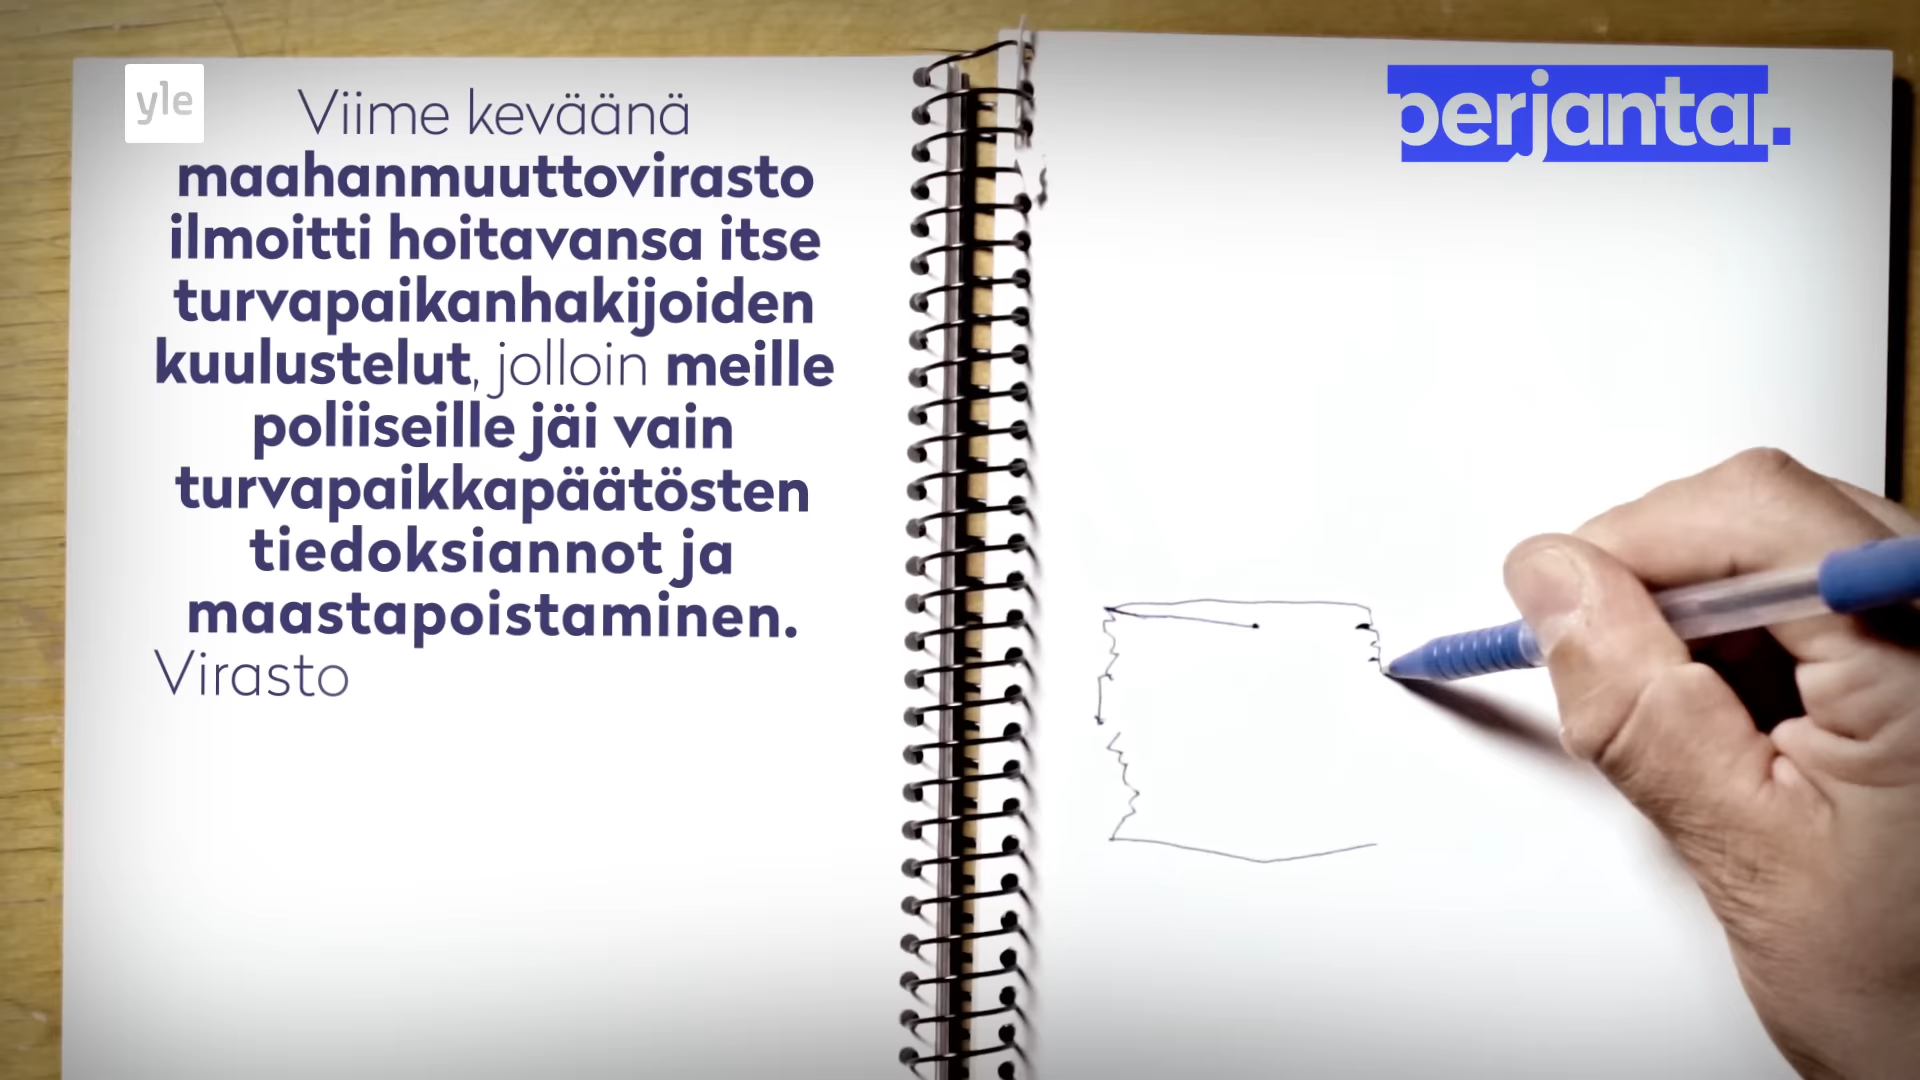 yle
Viime keväänä
maahanmuuttovirasto
ilmoitti hoitavansa itse
turvapaikanhakijoiden
kuulustelut, jolloin meille
poliiseille jäi vain
turvapaikkapäätösten
tiedoksiannot ja
maastapoistaminen.
Virasto
perjantai.